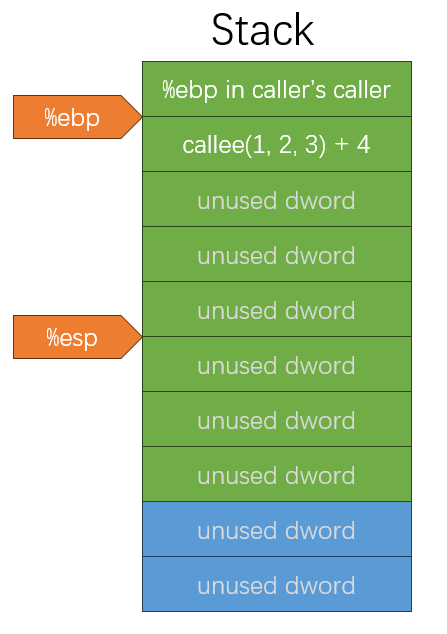 Stack
%ebp in caller’s caller
%ebp
callee(1, 2, 3) + 4
unused dword
unused dword
unused dword
%esp
unused dword
unused dword
unused dword
unused dword
unused dword